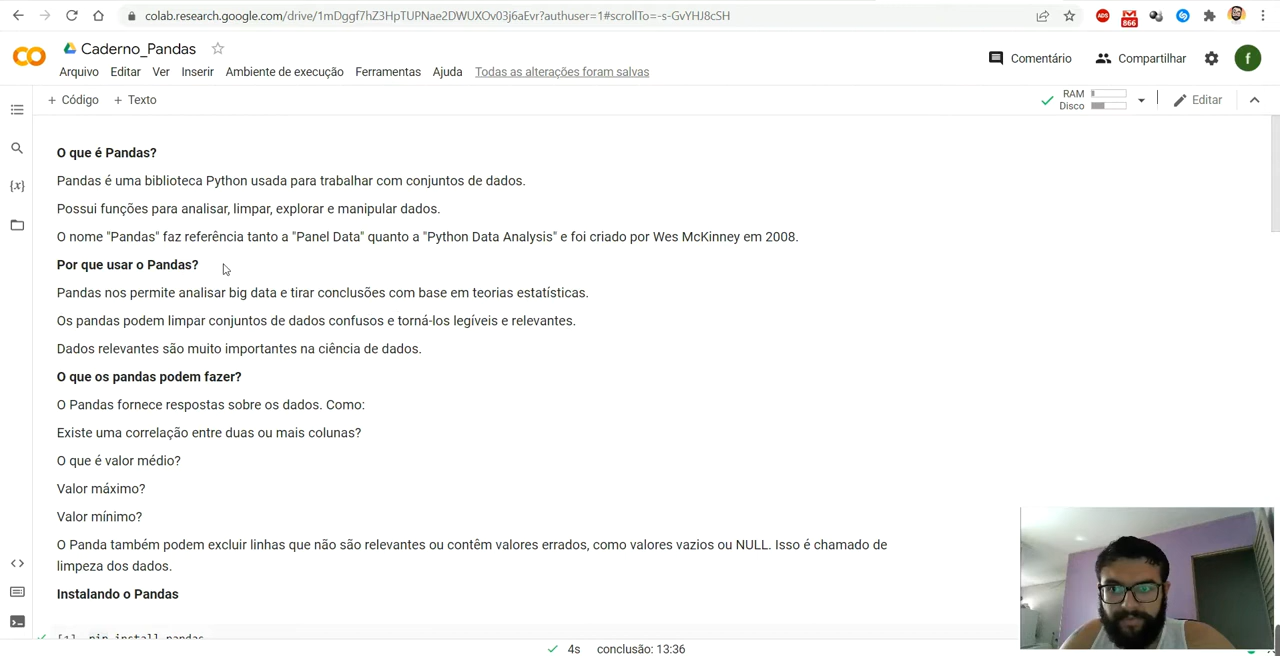 colab.research.google.com/drive/1mDggf7hZ3HpTUPNae2DWUXOv03j6aEvr?authuser=1#scrollTo=-s-GvYHJ8cSH
ADS
866
Caderno_Pandas
Comentário
Compartilhar
f
Arquivo Editar Ver Inserir Ambiente de execução Ferramentas Ajuda Todas as alterações foram salvas
+ Código + Texto
RAM
Disco
Editar
{x}
O que é Pandas?
Pandas é uma biblioteca Python usada para trabalhar com conjuntos de dados.
Possui funções para analisar, limpar, explorar e manipular dados.
O nome "Pandas" faz referência tanto a "Panel Data" quanto a "Python Data Analysis" e foi criado por Wes McKinney em 2008.
Por que usar o Pandas?
Pandas nos permite analisar big data e tirar conclusões com base em teorias estatísticas.
Os pandas podem limpar conjuntos de dados confusos e torná-los legíveis e relevantes.
Dados relevantes são muito importantes na ciência de dados.
O que os pandas podem fazer?
O Pandas fornece respostas sobre os dados. Como:
Existe uma correlação entre duas ou mais colunas?
O que é valor médio?
Valor máximo?
Valor mínimo?
O Panda também podem excluir linhas que não são relevantes ou contêm valores errados, como valores vazios ou NULL. Isso é chamado de
limpeza dos dados.
Instalando o Pandas
[1] pip install pandas
4s conclusão: 13:36